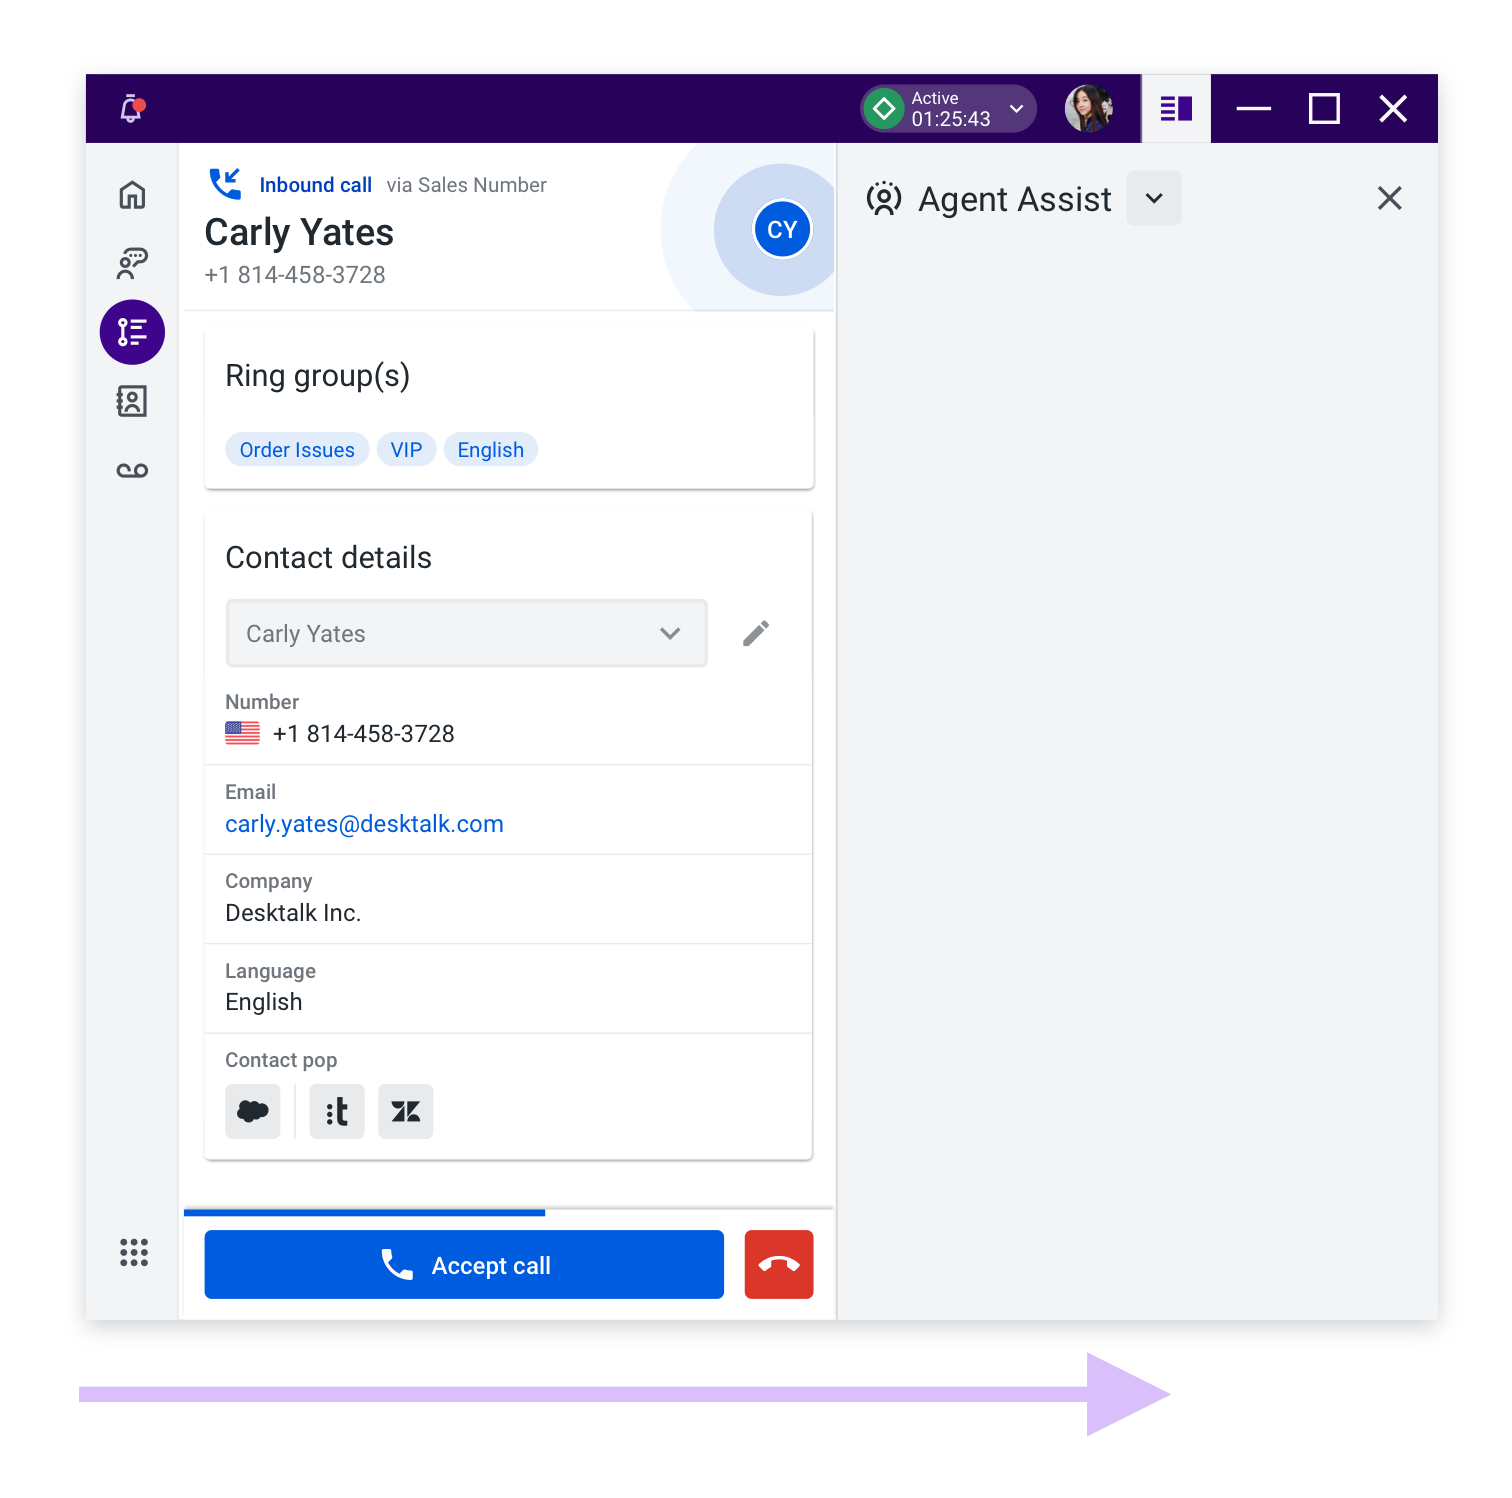 Active
01:25:43
Inbound call via Sales Number
Carly Yates
+1 814-458-3728
CY
Agent Assist
Ring group(s)
Order Issues VIP English
Contact details
Carly Yates
Number
+1 814-458-3728
Email
carly.yates@desktalk.com
Company
Desktalk Inc.
Language
English
Contact pop
:t
Accept call